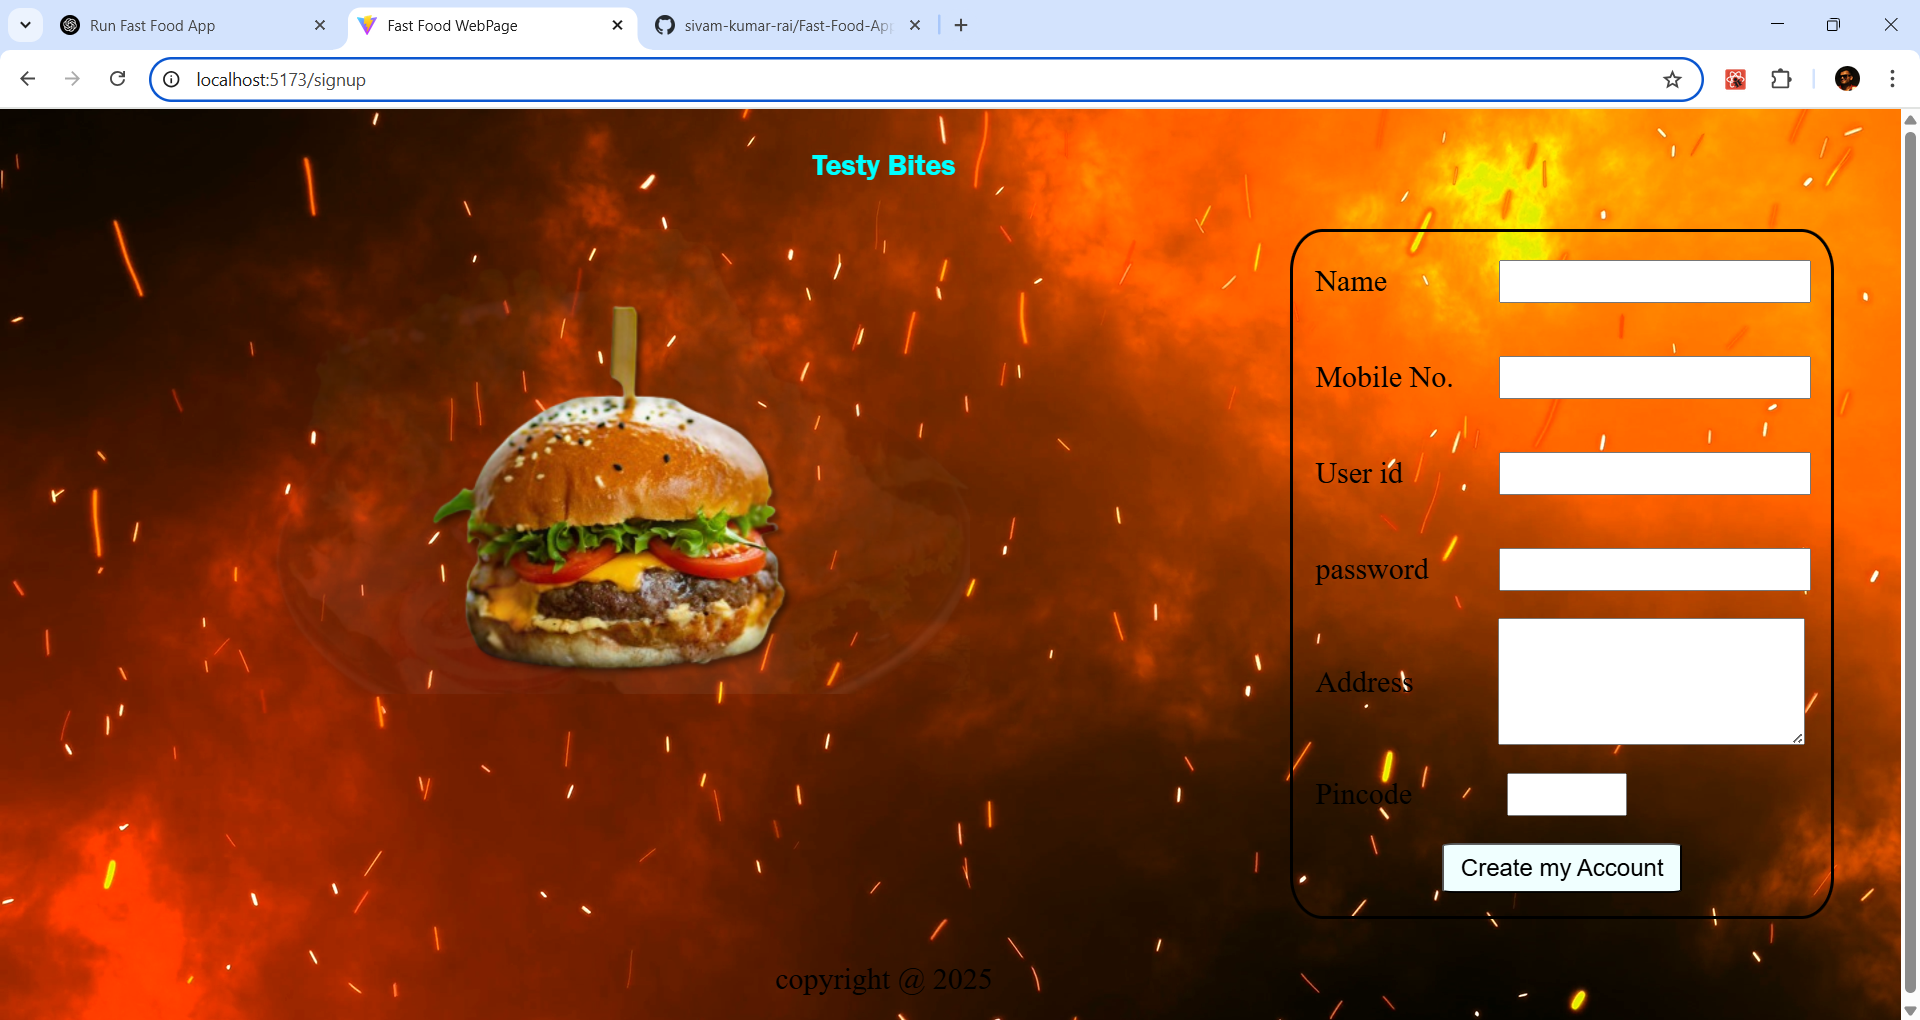 Run Fast Food App
Fast Food WebPage
sivam-kumar-rai/Fast-Food-App
localhost:5173/signup
Testy Bites
Name
Mobile No.
User id
password
Address
Pincode
Create my Account
copyright @ 2025